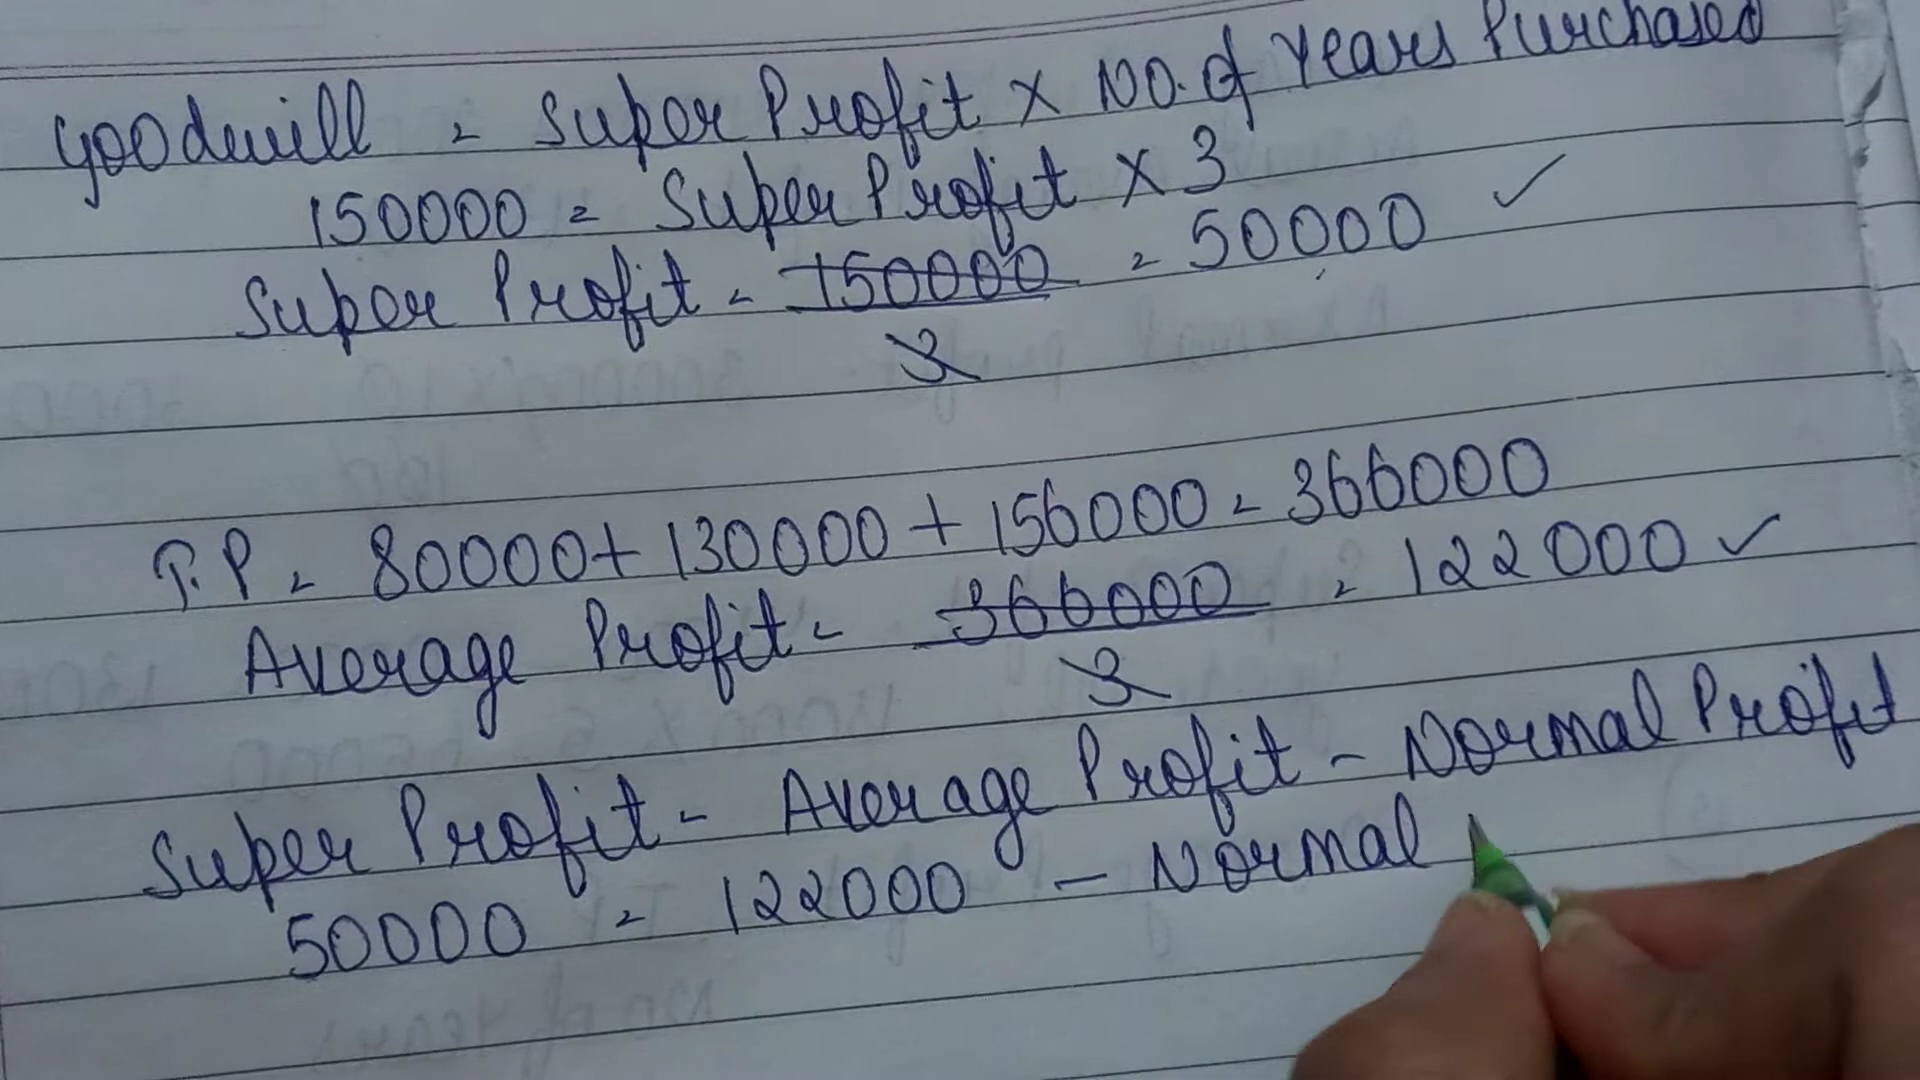 Goodwill = Super Profit X No. of Years Purchased
150000 = Super Profit X 3
Super Profit = 150000 = 50000 ✓
3
T.P = 80000 + 130000 + 156000 = 366000
Average Profit = 366000 = 122000 ✓
3
Super Profit = Average Profit - Normal Profit
50000 = 122000 - Normal